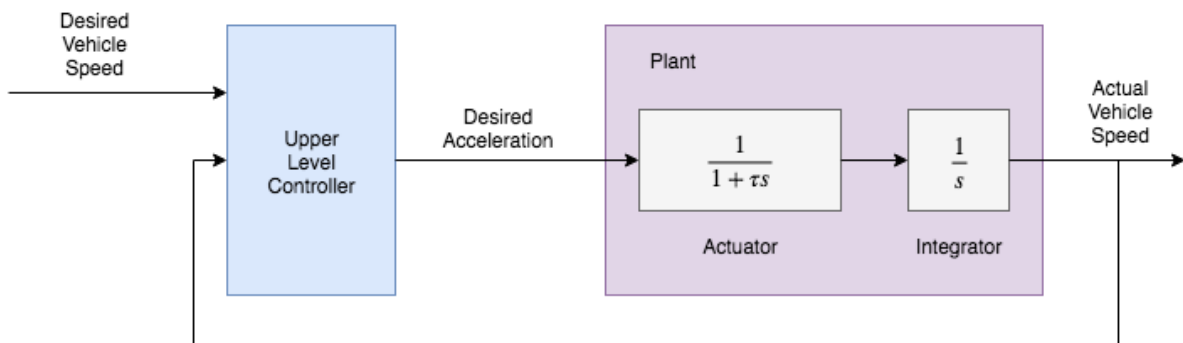 Desired
Vehicle
Speed
Upper
Level
Controller
Desired
Acceleration
Plant
1
1 + τs
Actuator
1
s
Integrator
Actual
Vehicle
Speed